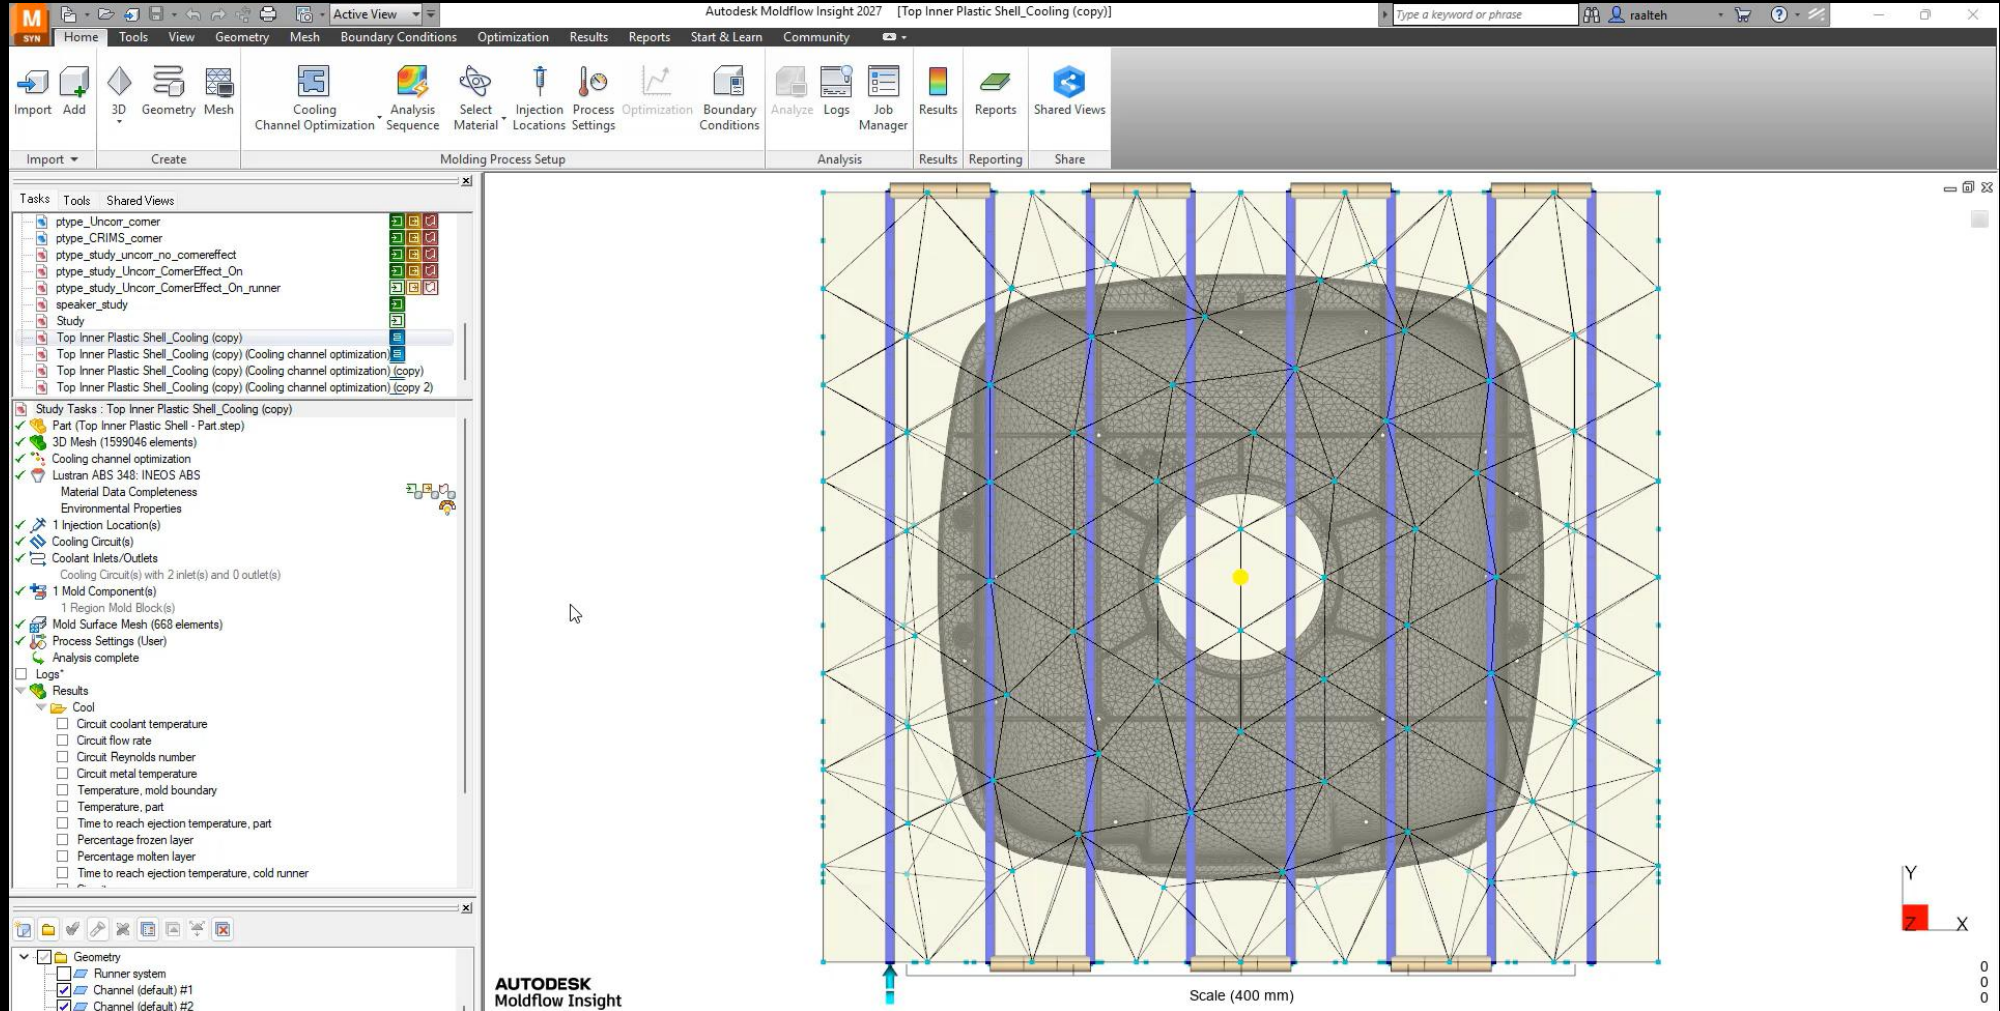 Active View
Autodesk Moldflow Insight 2027 [Top Inner Plastic Shell_Cooling (copy)]
Type a keyword or phrase
raalteh
M
SYN
Home Tools View Geometry Mesh Boundary Conditions Optimization Results Reports Start & Learn Community
Import
Add
3D
Geometry
Mesh
Cooling
Channel Optimization
Analysis
Sequence
Select
Material
Injection
Locations
Process
Settings
Optimization
Boundary
Conditions
Analyze
Logs
Job
Manager
Results
Reports
Shared Views
Import
Create
Molding Process Setup
Analysis
Results
Reporting
Share
Tasks Tools Shared Views
ptype_Uncorr_corner
ptype_CRIMS_corner
ptype_study_uncorr_no_cornereffect
ptype_study_Uncorr_CornerEffect_On
ptype_study_Uncorr_CornerEffect_On_runner
speaker_study
Study
Top Inner Plastic Shell_Cooling (copy)
Top Inner Plastic Shell_Cooling (copy) (Cooling channel optimization)
Top Inner Plastic Shell_Cooling (copy) (Cooling channel optimization) (copy)
Top Inner Plastic Shell_Cooling (copy) (Cooling channel optimization) (copy 2)
Study Tasks : Top Inner Plastic Shell_Cooling (copy)
Part (Top Inner Plastic Shell - Part.step)
3D Mesh (1599046 elements)
Cooling channel optimization
Lustran ABS 348: INEOS ABS
Material Data Completeness
Environmental Properties
1 Injection Location(s)
Cooling Circuit(s)
Coolant Inlets/Outlets
Cooling Circuit(s) with 2 inlet(s) and 0 outlet(s)
1 Mold Component(s)
1 Region Mold Block(s)
Mold Surface Mesh (668 elements)
Process Settings (User)
Analysis complete
Logs*
Results
Cool
Circuit coolant temperature
Circuit flow rate
Circuit Reynolds number
Circuit metal temperature
Temperature, mold boundary
Temperature, part
Time to reach ejection temperature, part
Percentage frozen layer
Percentage molten layer
Time to reach ejection temperature, cold runner
Geometry
Runner system
Channel (default) #1
Channel (default) #2
AUTODESK
Moldflow Insight
Scale (400 mm)
Y
Z
X
0
0
0